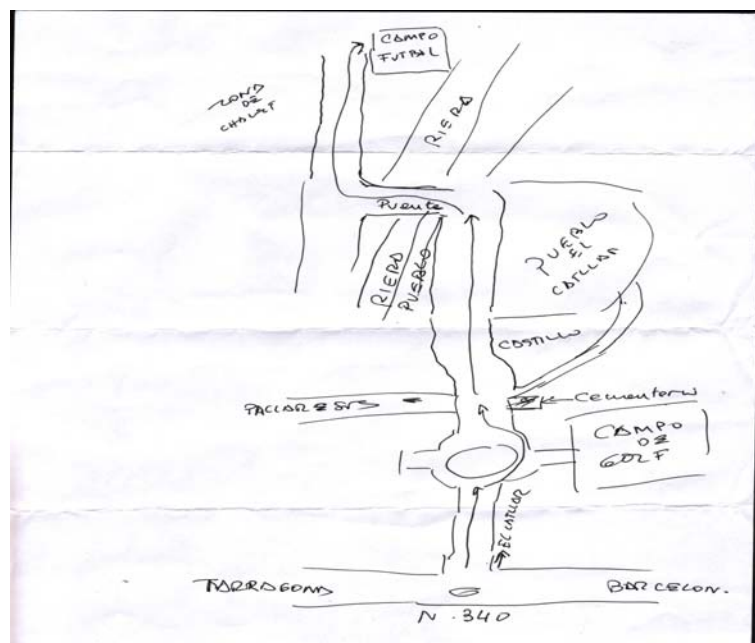 CAMPO
FUTBAL
ZONA
DE
CHALET
RIERA
Puente
PUEBLO
EL
CATLLAR
RIERA
PUEBLO
CASTILLO
PALLARESOS
Cementerio
CAMPO
DE
GOLF
EL CATLLAR
TARRAGONA
BARCELON.
N.340